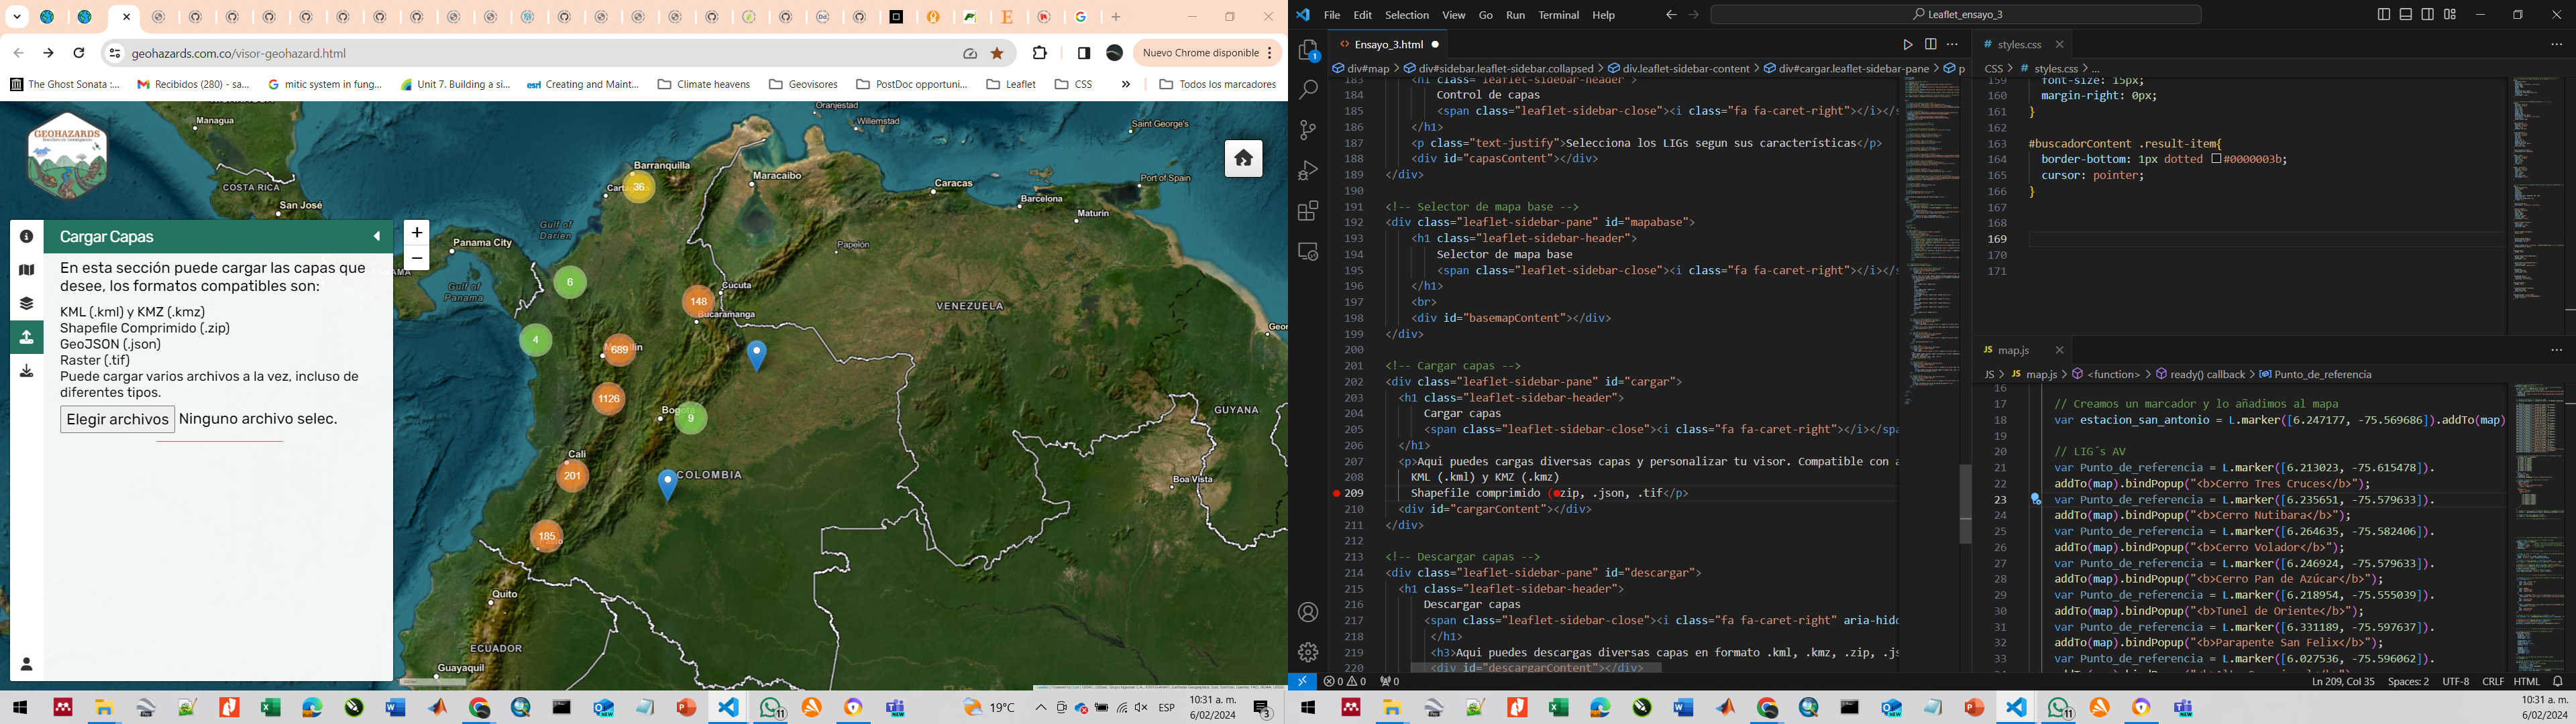 geohazards.com.co/visor-geohazard.html
Nuevo Chrome disponible
The Ghost Sonata :...
Recibidos (280) - sa...
mitic system in fung...
Unit 7. Building a si...
esri Creating and Maint...
Climate heavens
Geovisores
PostDoc opportuni...
Leaflet
CSS
»
Todos los marcadores
GEOHAZARDS
Managua
COSTA RICA
San José
Oranjestad
Willemstad
Saint George's
Barranquilla
36
Maracaibo
Caracas
Port of Spain
Barcelona
Maturin
Gulf of
Darien
Panama City
Papelón
Gulf of
Panama
6
148
Cúcuta
Bucaramanga
VENEZUELA
4
689
1126
9
GUYANA
Cali
201
COLOMBIA
Boa Vista
185
Quito
ECUADOR
Guayaquil
+
−
Cargar Capas
En esta sección puede cargar las capas que
desee, los formatos compatibles son:
KML (.kml) y KMZ (.kmz)
Shapefile Comprimido (.zip)
GeoJSON (.json)
Raster (.tif)
Puede cargar varios archivos a la vez, incluso de
diferentes tipos.
Elegir archivos Ninguno archivo selec.
19°C
ESP
10:31 a. m.
6/02/2024
3
File Edit Selection View Go Run Terminal Help
Leaflet_ensayo_3
Ensayo_3.html
div#map > div#sidebar.leaflet-sidebar.collapsed > div.leaflet-sidebar-content > div#cargar.leaflet-sidebar-pane > p
183 <h1 class="leaflet-sidebar-header">
184 Control de capas
185 <span class="leaflet-sidebar-close"><i class="fa fa-caret-right"></i></s
186 </h1>
187 <p class="text-justify">Selecciona los LIGs segun sus características</p>
188 <div id="capasContent"></div>
189 </div>
190
191 <!-- Selector de mapa base -->
192 <div class="leaflet-sidebar-pane" id="mapabase">
193 <h1 class="leaflet-sidebar-header">
194 Selector de mapa base
195 <span class="leaflet-sidebar-close"><i class="fa fa-caret-right"></i></s
196 </h1>
197 <br>
198 <div id="basemapContent"></div>
199 </div>
200
201 <!-- Cargar capas -->
202 <div class="leaflet-sidebar-pane" id="cargar">
203 <h1 class="leaflet-sidebar-header">
204 Cargar capas
205 <span class="leaflet-sidebar-close"><i class="fa fa-caret-right"></i></spa
206 </h1>
207 <p>Aqui puedes cargas diversas capas y personalizar tu visor. Compatible con a
208 KML (.kml) y KMZ (.kmz)
209 Shapefile comprimido (.zip, .json, .tif</p>
210 <div id="cargarContent"></div>
211 </div>
212
213 <!-- Descargar capas -->
214 <div class="leaflet-sidebar-pane" id="descargar">
215 <h1 class="leaflet-sidebar-header">
216 Descargar capas
217 <span class="leaflet-sidebar-close"><i class="fa fa-caret-right" aria-hidd
218 </h1>
219 <h3>Aqui puedes descargas diversas capas en formato .kml, .kmz, .zip, .js
220 <div id="descargarContent"></div>
# styles.css
CSS > # styles.css > ...
159 font-size: 15px;
160 margin-right: 0px;
161 }
162
163 #buscadorContent .result-item{
164 border-bottom: 1px dotted #0000003b;
165 cursor: pointer;
166 }
167
168
169
170
171
JS map.js
JS > JS map.js > <function> > ready() callback > Punto_de_referencia
16
17 // Creamos un marcador y lo añadimos al mapa
18 var estacion_san_antonio = L.marker([6.247177, -75.569686]).addTo(map)
19
20 // LIG´s AV
21 var Punto_de_referencia = L.marker([6.213023, -75.615478]).
22 addTo(map).bindPopup("<b>Cerro Tres Cruces</b>");
23 var Punto_de_referencia = L.marker([6.235651, -75.579633]).
24 addTo(map).bindPopup("<b>Cerro Nutibara</b>");
25 var Punto_de_referencia = L.marker([6.264635, -75.582406]).
26 addTo(map).bindPopup("<b>Cerro Volador</b>");
27 var Punto_de_referencia = L.marker([6.246924, -75.579633]).
28 addTo(map).bindPopup("<b>Cerro Pan de Azúcar</b>");
29 var Punto_de_referencia = L.marker([6.218954, -75.555039]).
30 addTo(map).bindPopup("<b>Tunel de Oriente</b>");
31 var Punto_de_referencia = L.marker([6.331189, -75.597637]).
32 addTo(map).bindPopup("<b>Parapente San Felix</b>");
33 var Punto_de_referencia = L.marker([6.027536, -75.596062]).
0 0 0
Ln 209, Col 35 Spaces: 2 UTF-8 CRLF HTML
10:31 a. m.
6/02/2024